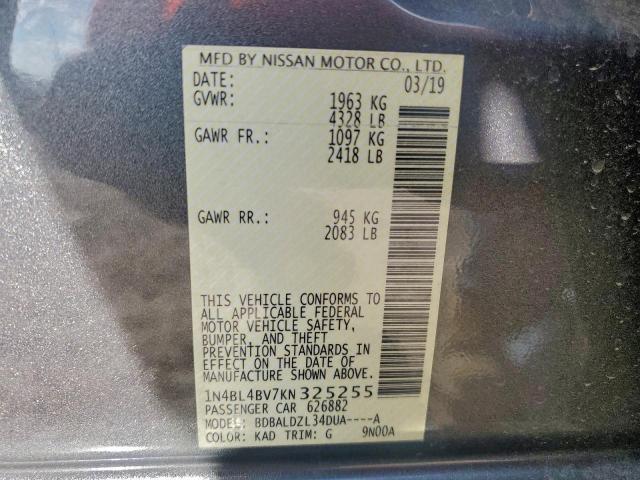 MFD BY NISSAN MOTOR CO., LTD.
DATE: 03/19
GVWR: 1963 KG
4328 LB
GAWR FR.: 1097 KG
2418 LB
GAWR RR.: 945 KG
2083 LB
THIS VEHICLE CONFORMS TO
ALL APPLICABLE FEDERAL
MOTOR VEHICLE SAFETY,
BUMPER, AND THEFT
PREVENTION STANDARDS IN
EFFECT ON THE DATE OF
MANUFACTURE SHOWN ABOVE.
1N4BL4BV7KN325255
PASSENGER CAR 626882
MODEL: BDBALDZL34DUA----A
COLOR: KAD TRIM: G 9N00A